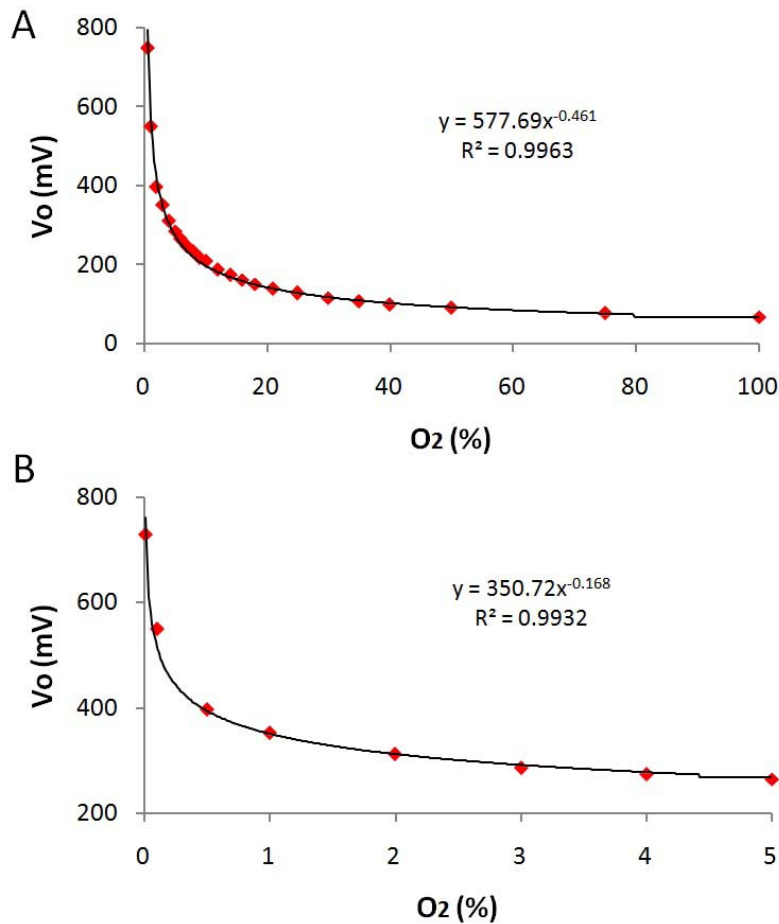 A
800
600
400
200
0
Vo (mV)
y = 577.69x^-0.461
R² = 0.9963
0 20 40 60 80 100
O2 (%)
B
800
600
400
200
Vo (mV)
y = 350.72x^-0.168
R² = 0.9932
0 1 2 3 4 5
O2 (%)